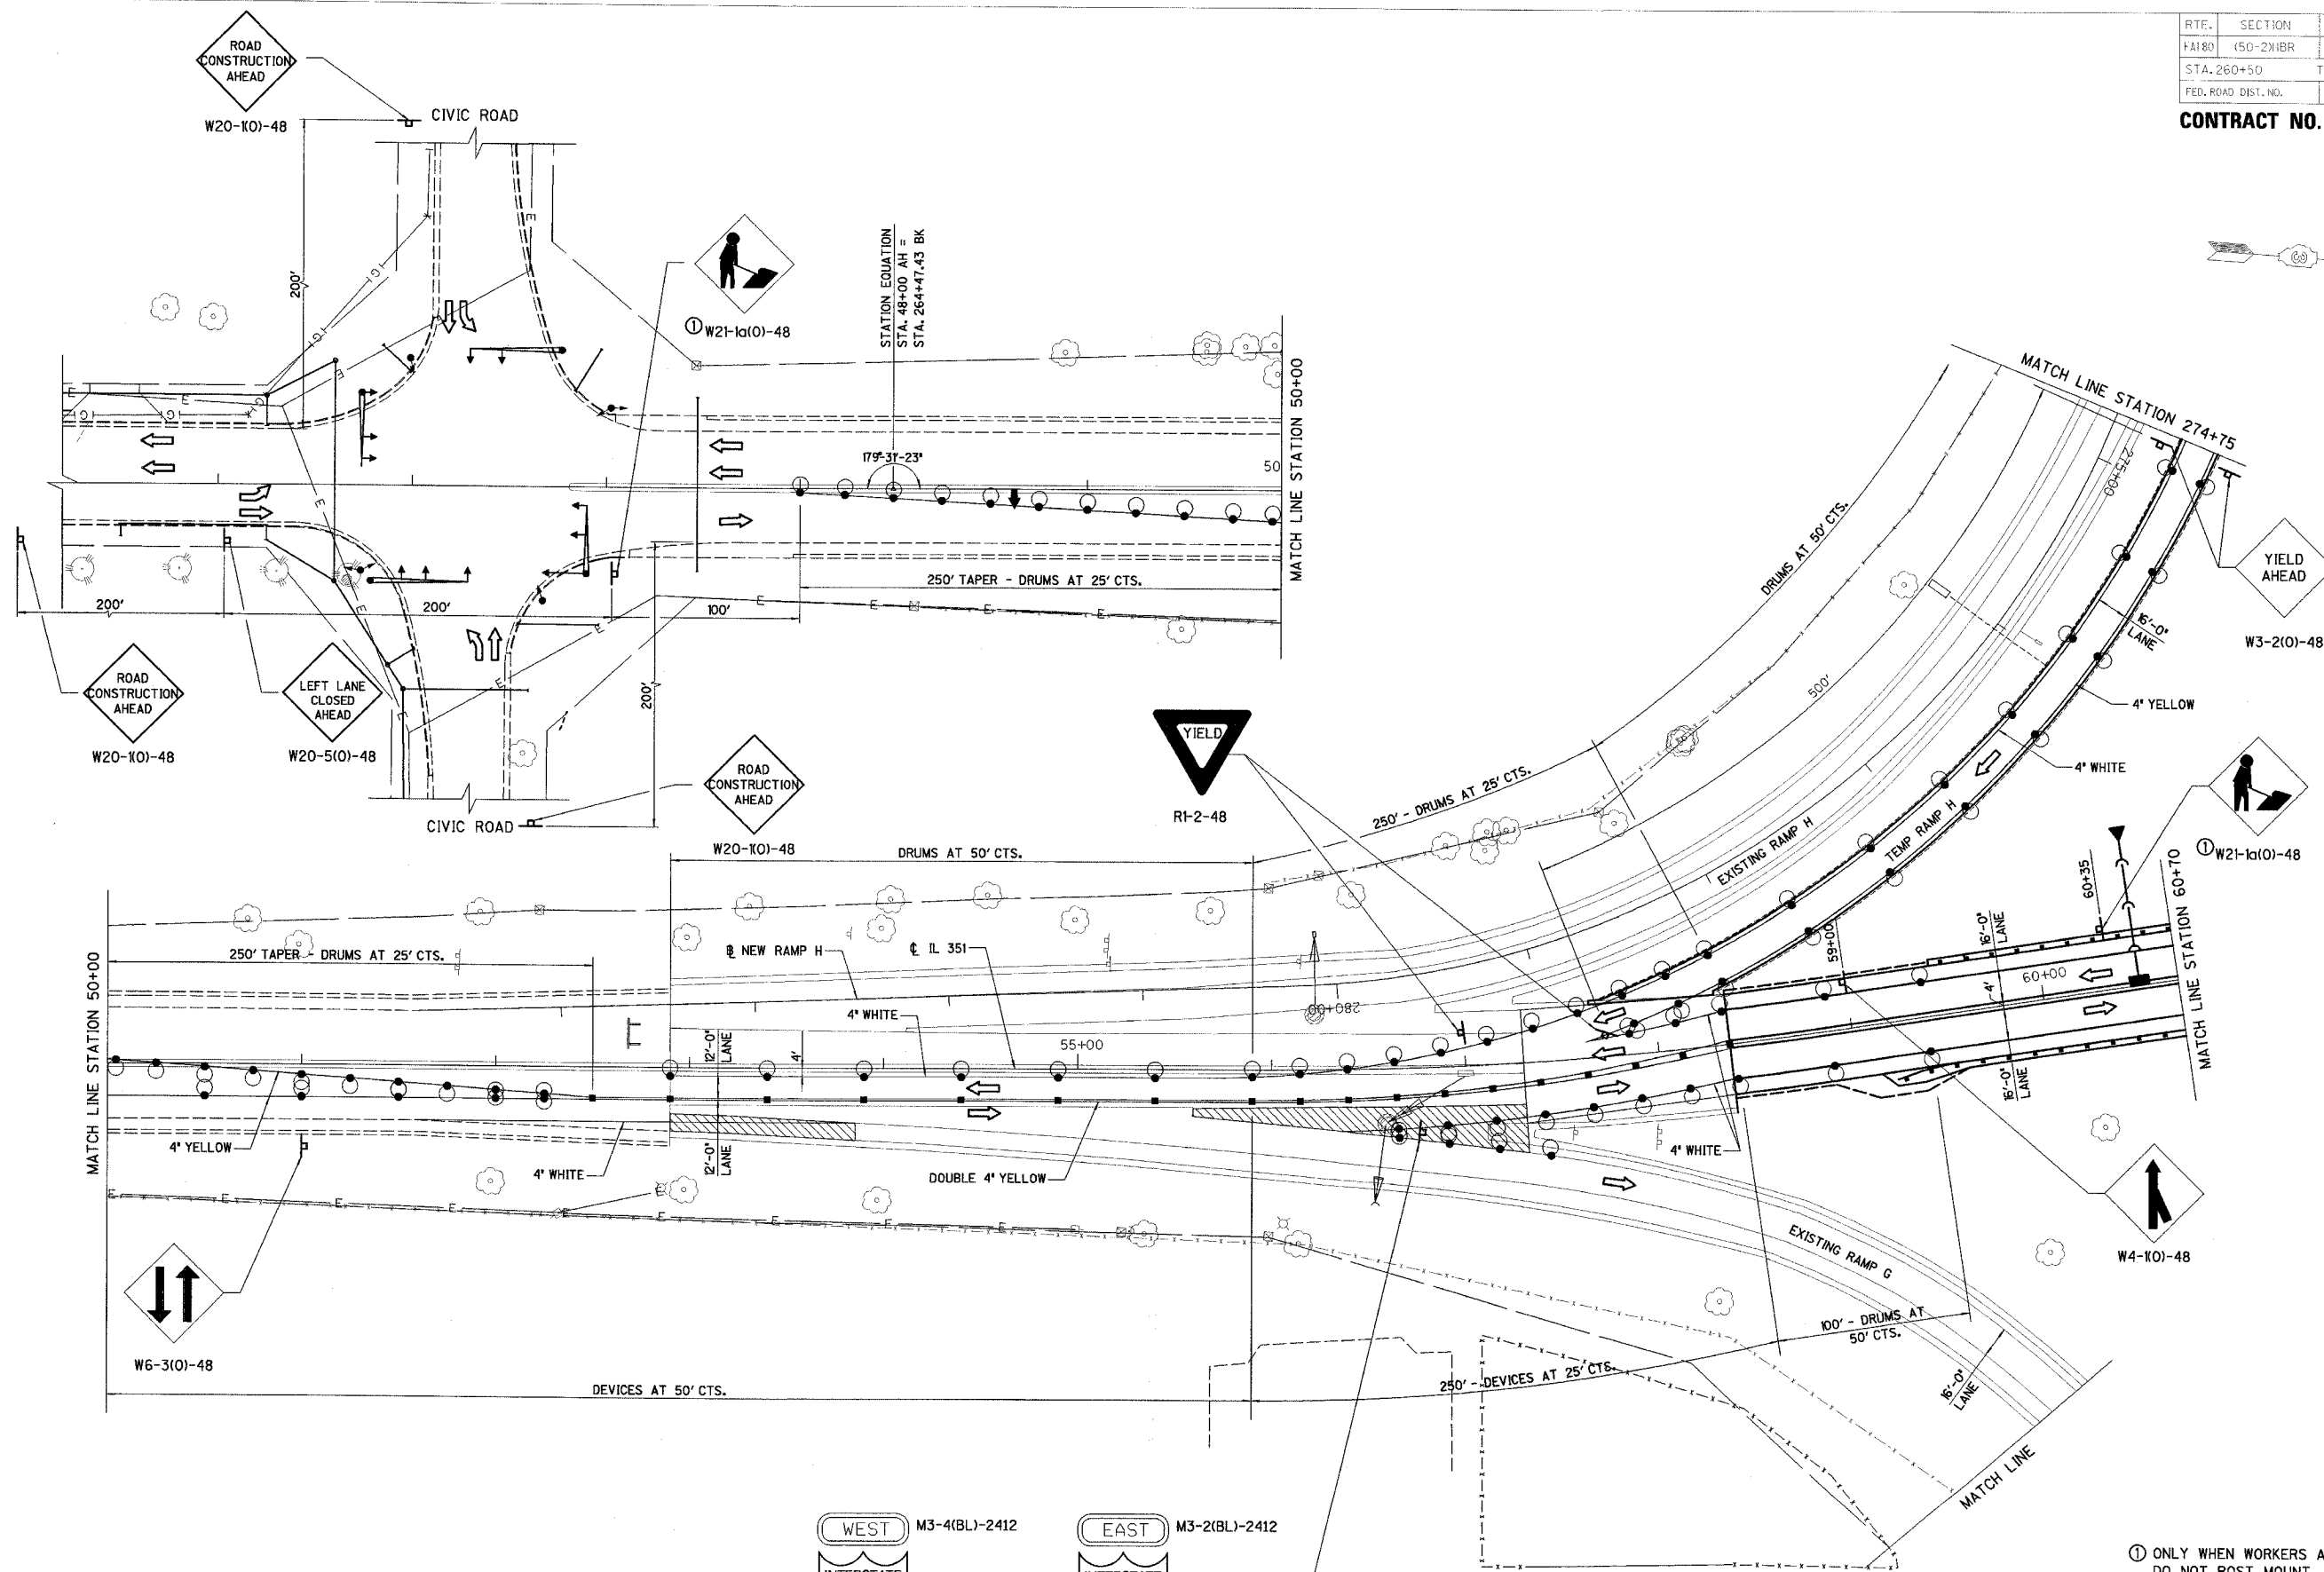 RTE. SECTION
FAI 80 (50-2)HBR
STA. 260+50 T
FED. ROAD DIST. NO.
CONTRACT NO.
ROAD
CONSTRUCTION
AHEAD
W20-1(O)-48
CIVIC ROAD
200'
① W21-1a(O)-48
STATION EQUATION
STA. 48+00 AH =
STA. 264+47.43 BK
179°-31'-23"
50
MATCH LINE STATION 50+00
250' TAPER - DRUMS AT 25' CTS.
200'
200'
100'
200'
ROAD
CONSTRUCTION
AHEAD
W20-1(O)-48
LEFT LANE
CLOSED
AHEAD
W20-5(O)-48
CIVIC ROAD
ROAD
CONSTRUCTION
AHEAD
W20-1(O)-48
MATCH LINE STATION 274+75
275+00
DRUMS AT 50' CTS.
500'
YIELD
AHEAD
W3-2(O)-48
16'-0"
LANE
4" YELLOW
4" WHITE
YIELD
R1-2-48
250' - DRUMS AT 25' CTS.
EXISTING RAMP H
TEMP RAMP H
① W21-1a(O)-48
DRUMS AT 50' CTS.
MATCH LINE STATION 50+00
250' TAPER - DRUMS AT 25' CTS.
℄ NEW RAMP H
℄ IL 351
4" WHITE
12'-0"
LANE
4'
55+00
280+00
59+00
16'-0"
LANE
4'
60+00
60+35
MATCH LINE STATION 60+70
16'-0"
LANE
4" YELLOW
4" WHITE
12'-0"
LANE
DOUBLE 4" YELLOW
4" WHITE
W6-3(O)-48
W4-1(O)-48
EXISTING RAMP G
100' - DRUMS AT
50' CTS.
16'-0"
LANE
DEVICES AT 50' CTS.
250' - DEVICES AT 25' CTS.
MATCH LINE
WEST M3-4(BL)-2412
EAST M3-2(BL)-2412
① ONLY WHEN WORKERS A
DO NOT POST MOUNT